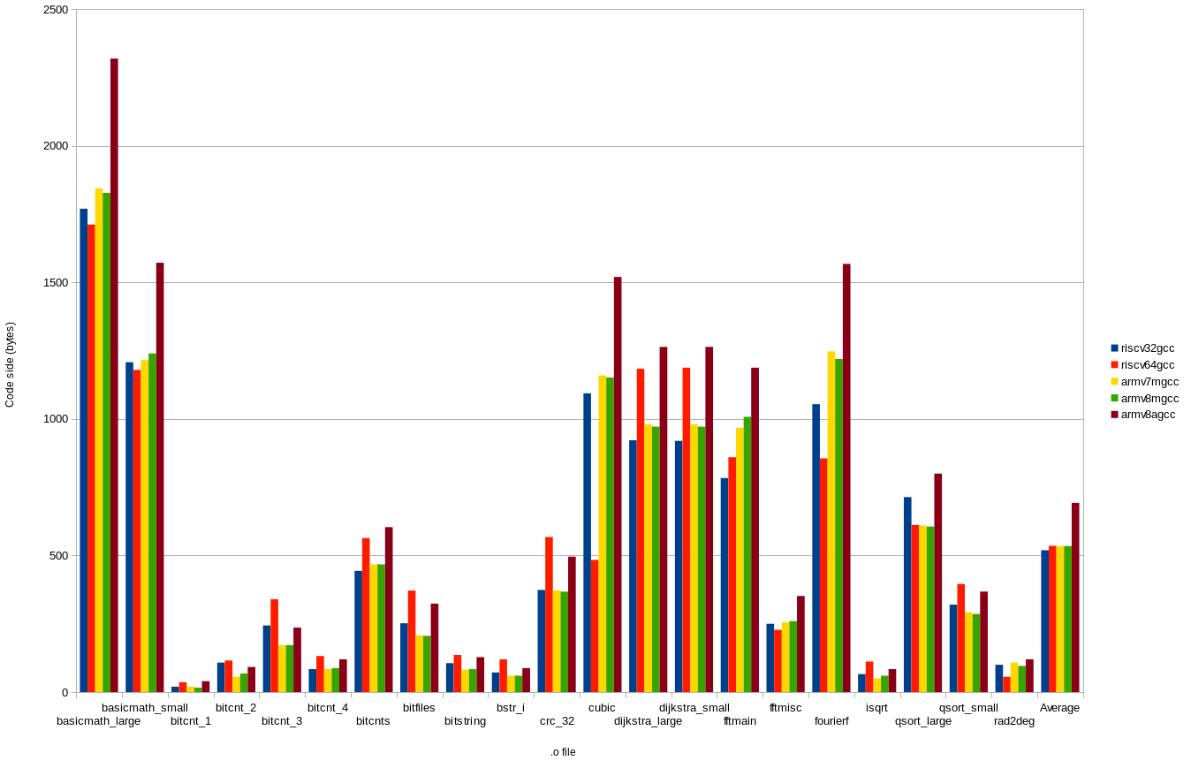 2500
2000
1500
1000
500
0
Code side (bytes)
riscv32gcc
riscv64gcc
armv7mgcc
armv8mgcc
armv8agcc
basicmath_small bitcnt_2 bitcnt_4 bitfiles bstr_i cubic dijkstra_small fftmisc isqrt qsort_small Average
basicmath_large bitcnt_1 bitcnt_3 bitcnts bitstring crc_32 dijkstra_large fftmain fourierf qsort_large rad2deg
.o file